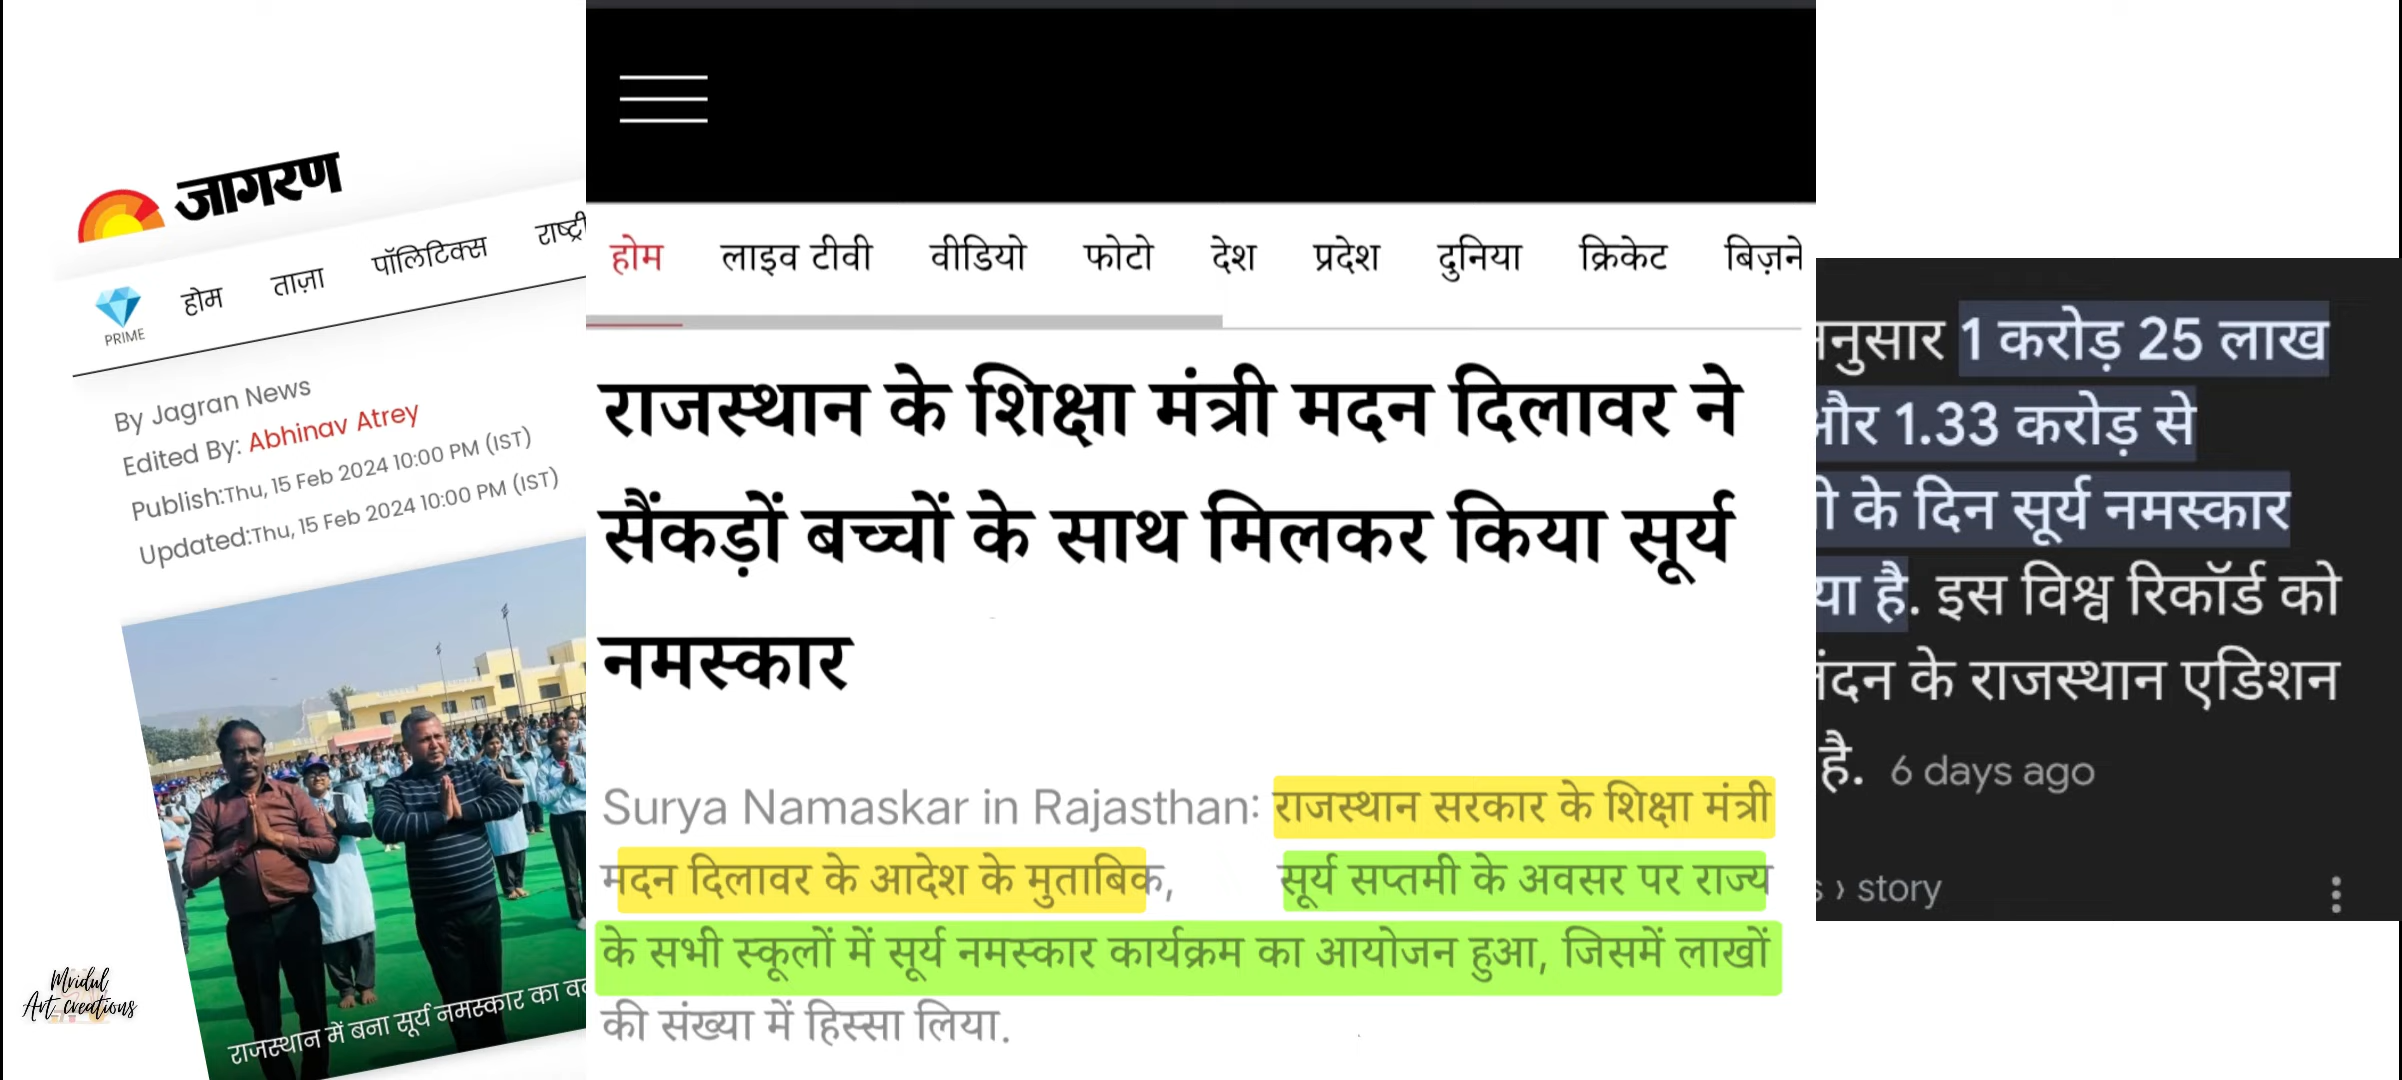 जागरण
PRIME
होम ताज़ा पॉलिटिक्स
By Jagran News
Edited By: Abhinav Atrey
Publish:Thu, 15 Feb 2024 10:00 PM (IST)
Updated:Thu, 15 Feb 2024 10:00 PM (IST)
राजस्थान में बना सूर्य नमस्कार का
Mridul
Art creations
होम लाइव टीवी वीडियो फोटो देश प्रदेश दुनिया क्रिकेट
राजस्थान के शिक्षा मंत्री मदन दिलावर ने
सैंकड़ों बच्चों के साथ मिलकर किया सूर्य
नमस्कार
Surya Namaskar in Rajasthan: राजस्थान सरकार के शिक्षा मंत्री
मदन दिलावर के आदेश के मुताबिक, सूर्य सप्तमी के अवसर पर राज्य
के सभी स्कूलों में सूर्य नमस्कार कार्यक्रम का आयोजन हुआ, जिसमें लाखों
की संख्या में हिस्सा लिया.
1 करोड़ 25 लाख
और 1.33 करोड़ से
के दिन सूर्य नमस्कार
है. इस विश्व रिकॉर्ड को
के राजस्थान एडिशन
है. 6 days ago
› story